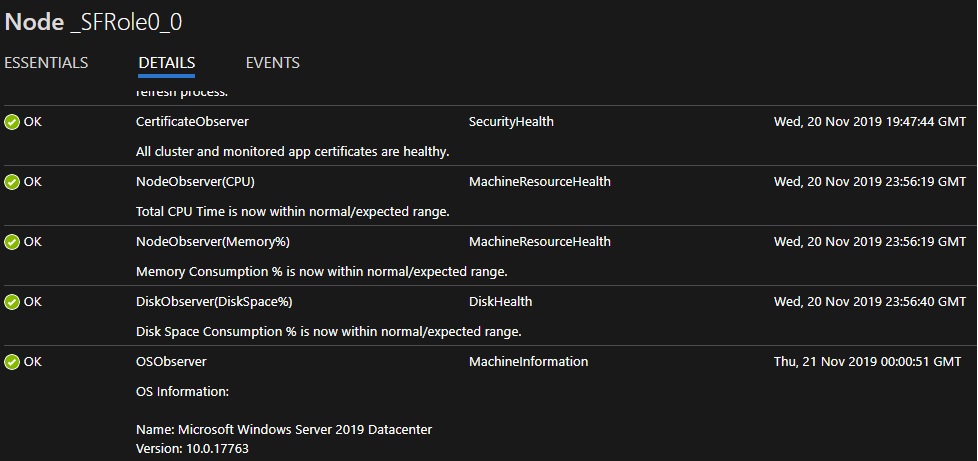 Node _SFRole0_0
ESSENTIALS DETAILS EVENTS
refresh process.
OK CertificateObserver SecurityHealth Wed, 20 Nov 2019 19:47:44 GMT
All cluster and monitored app certificates are healthy.
OK NodeObserver(CPU) MachineResourceHealth Wed, 20 Nov 2019 23:56:19 GMT
Total CPU Time is now within normal/expected range.
OK NodeObserver(Memory%) MachineResourceHealth Wed, 20 Nov 2019 23:56:19 GMT
Memory Consumption % is now within normal/expected range.
OK DiskObserver(DiskSpace%) DiskHealth Wed, 20 Nov 2019 23:56:40 GMT
Disk Space Consumption % is now within normal/expected range.
OK OSObserver MachineInformation Thu, 21 Nov 2019 00:00:51 GMT
OS Information:
Name: Microsoft Windows Server 2019 Datacenter
Version: 10.0.17763